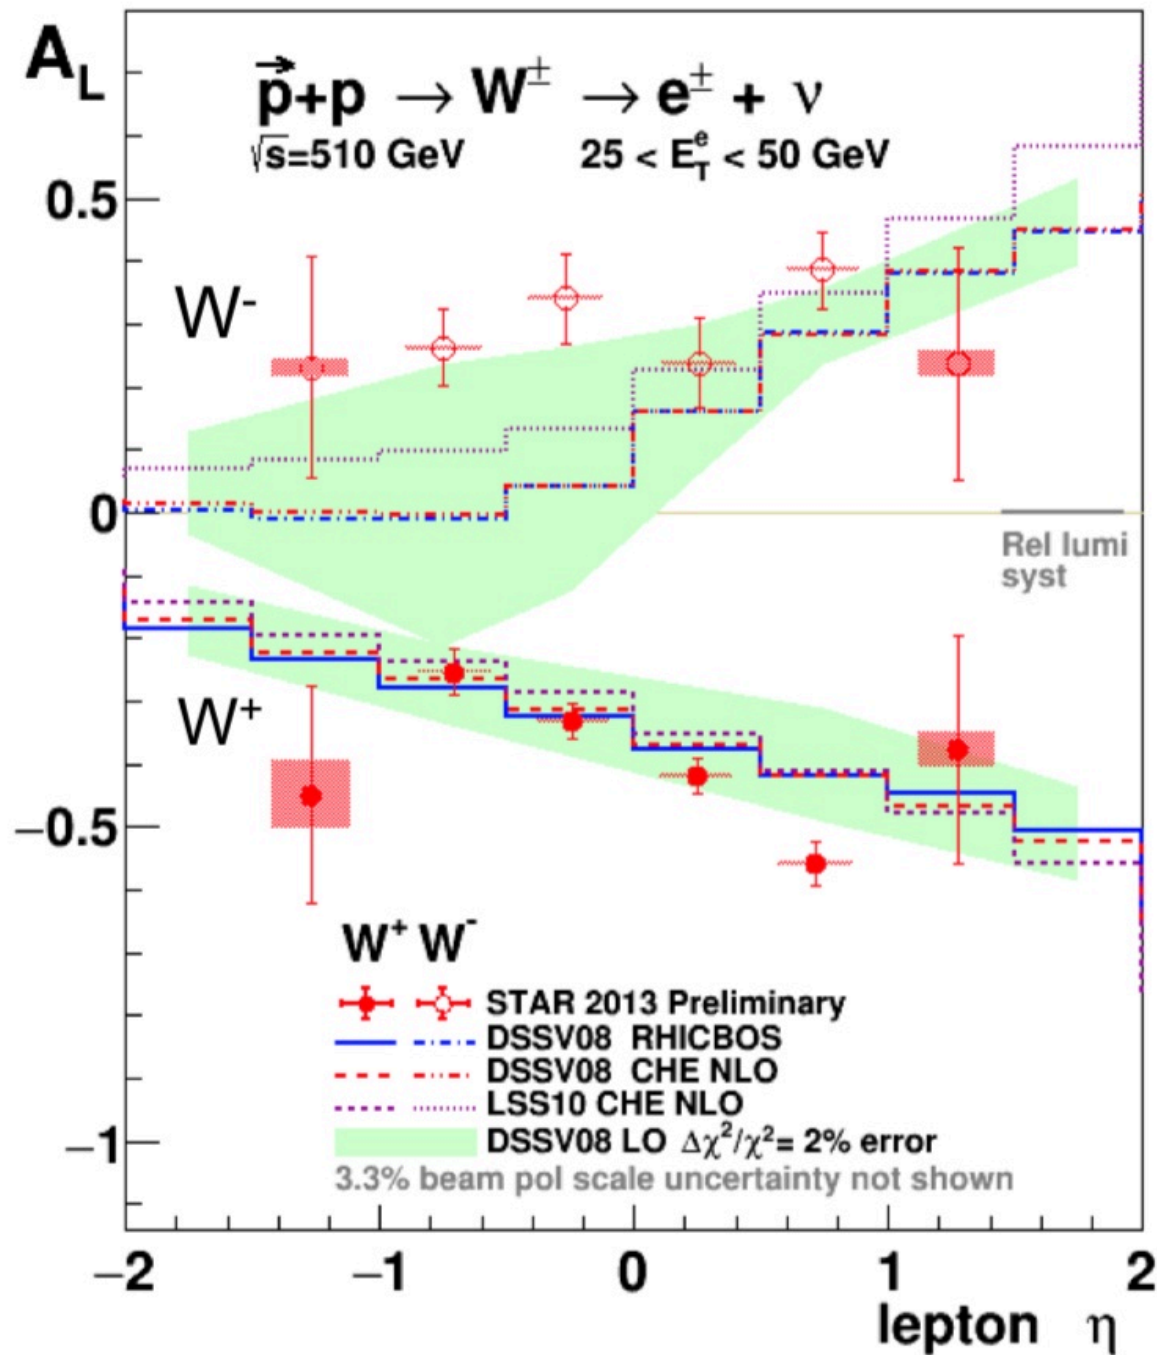 A_L
p⃗+p → W^± → e^± + ν
√s=510 GeV 25 < E_T^e < 50 GeV
0.5
W^-
0
Rel lumi
syst
W^+
−0.5
W^+ W^-
STAR 2013 Preliminary
DSSV08 RHICBOS
DSSV08 CHE NLO
LSS10 CHE NLO
DSSV08 LO Δχ²/χ²= 2% error
−1
3.3% beam pol scale uncertainty not shown
−2 −1 0 1 2
lepton η